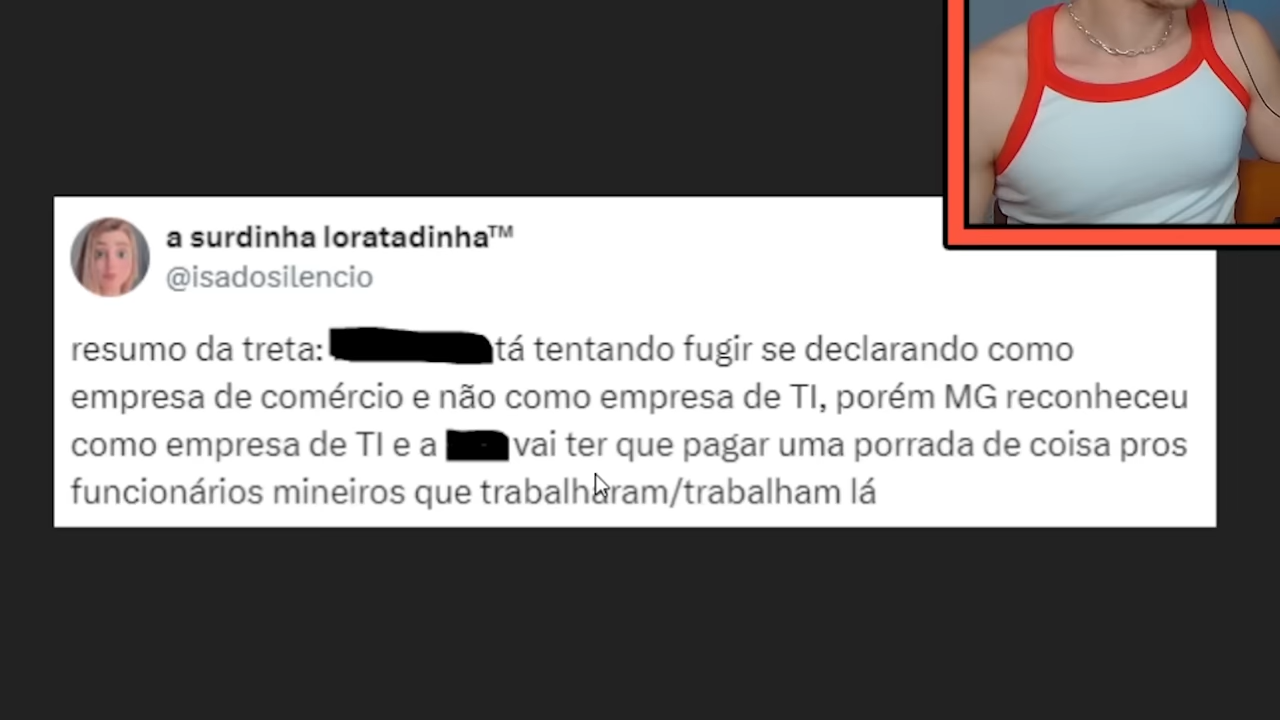 a surdinha loratadinha™
@isadosilencio
resumo da treta: tá tentando fugir se declarando como
empresa de comércio e não como empresa de TI, porém MG reconheceu
como empresa de TI e a vai ter que pagar uma porrada de coisa pros
funcionários mineiros que trabalharam/trabalham lá